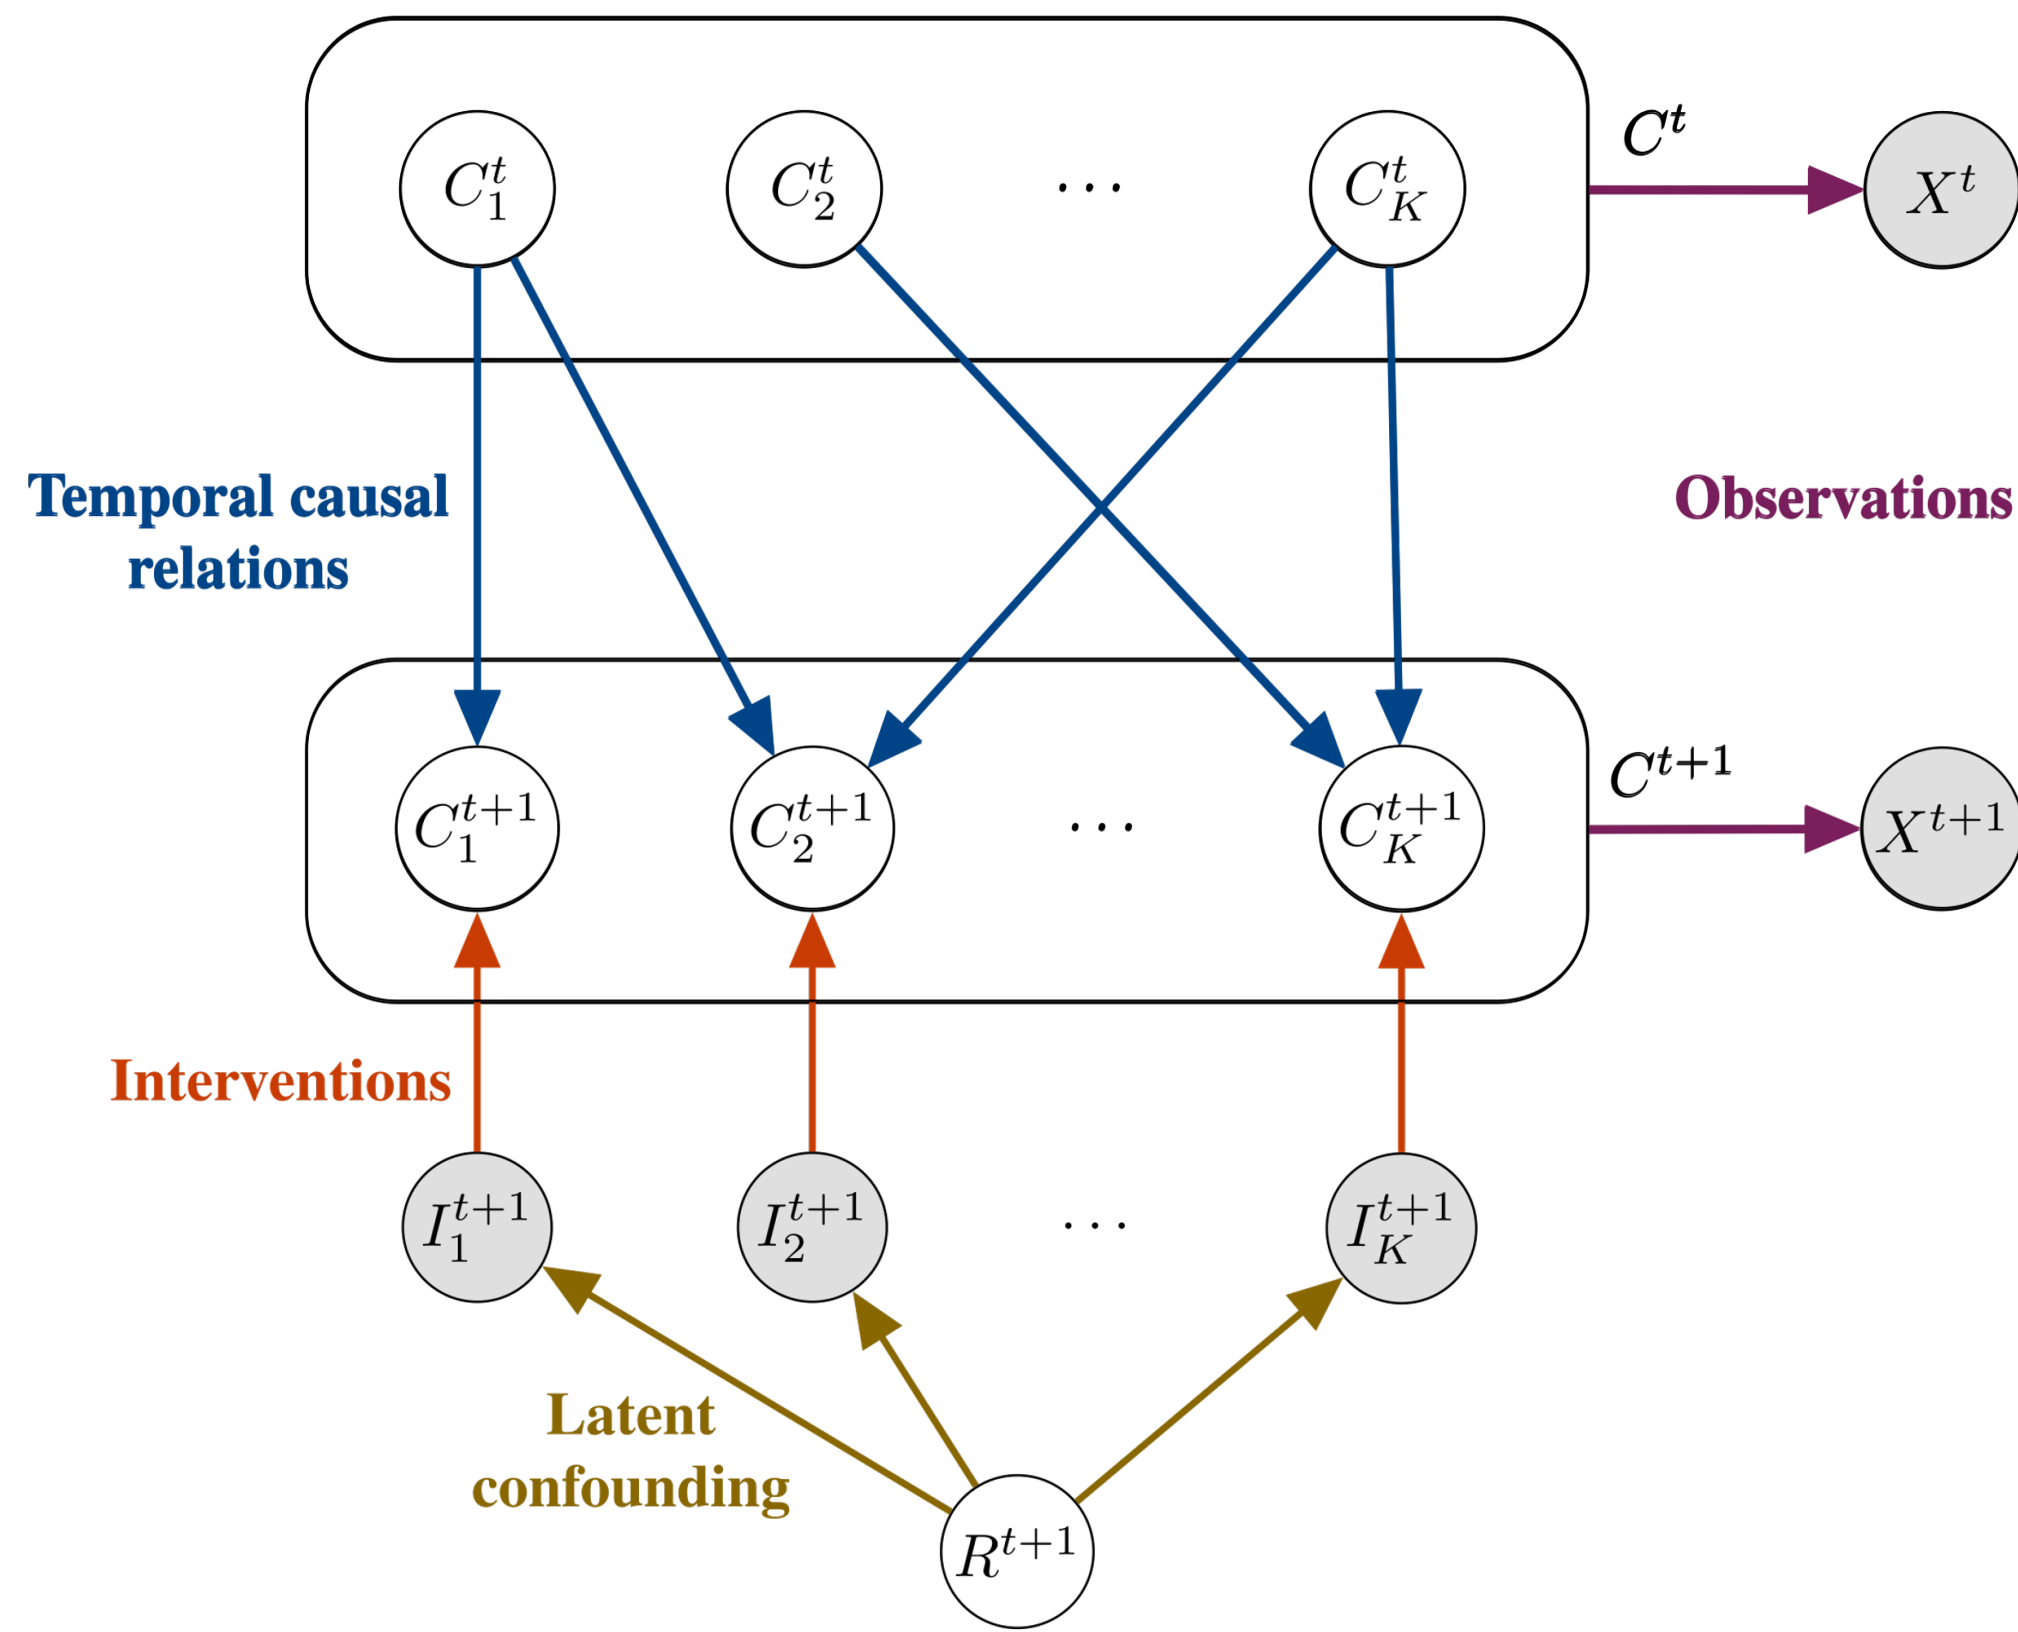 C_1^t C_2^t ⋯ C_K^t C^t X^t
Temporal causal
relations
Observations
C_1^{t+1} C_2^{t+1} ⋯ C_K^{t+1} C^{t+1} X^{t+1}
Interventions
I_1^{t+1} I_2^{t+1} ⋯ I_K^{t+1}
Latent
confounding
R^{t+1}